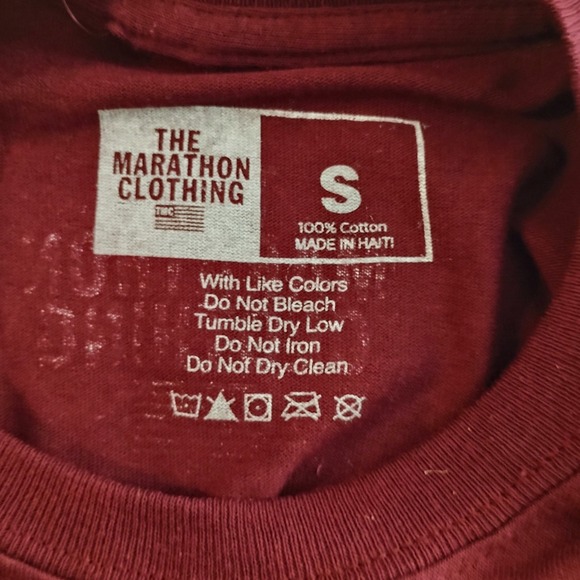 THE
MARATHON
CLOTHING
TMC
S
100% Cotton
MADE IN HAITI
With Like Colors
Do Not Bleach
Tumble Dry Low
Do Not Iron
Do Not Dry Clean